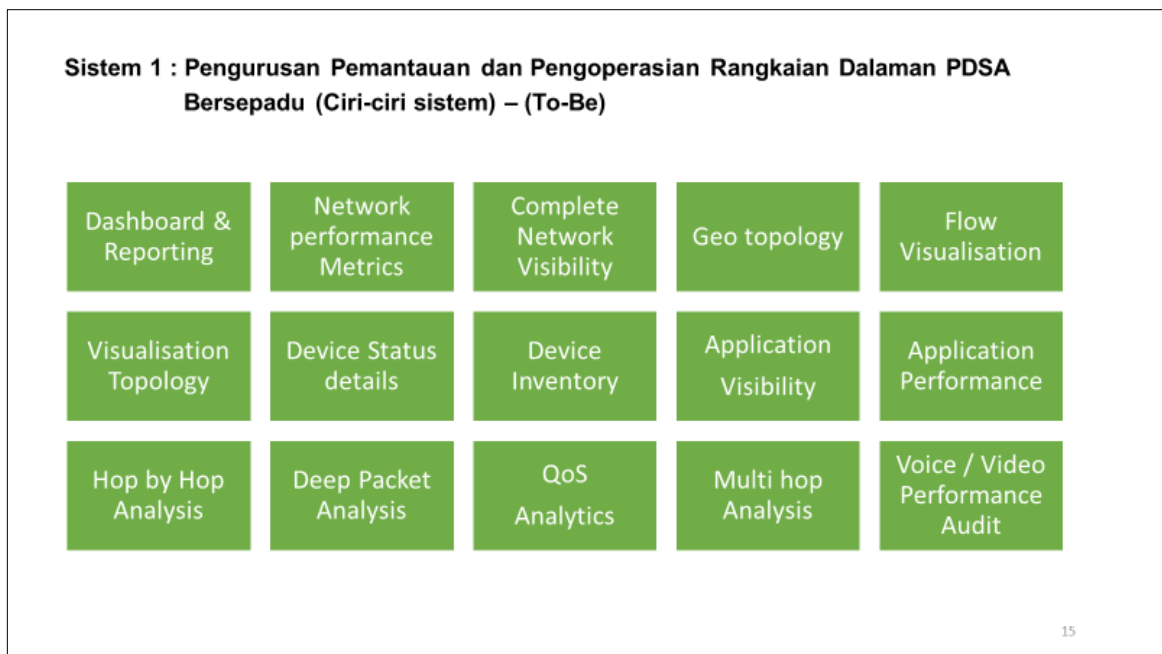 Sistem 1 : Pengurusan Pemantauan dan Pengoperasian Rangkaian Dalaman PDSA
Bersepadu (Ciri-ciri sistem) – (To-Be)
Dashboard &
Reporting
Network
performance
Metrics
Complete
Network
Visibility
Geo topology
Flow
Visualisation
Visualisation
Topology
Device Status
details
Device
Inventory
Application
Visibility
Application
Performance
Hop by Hop
Analysis
Deep Packet
Analysis
QoS
Analytics
Multi hop
Analysis
Voice / Video
Performance
Audit
15